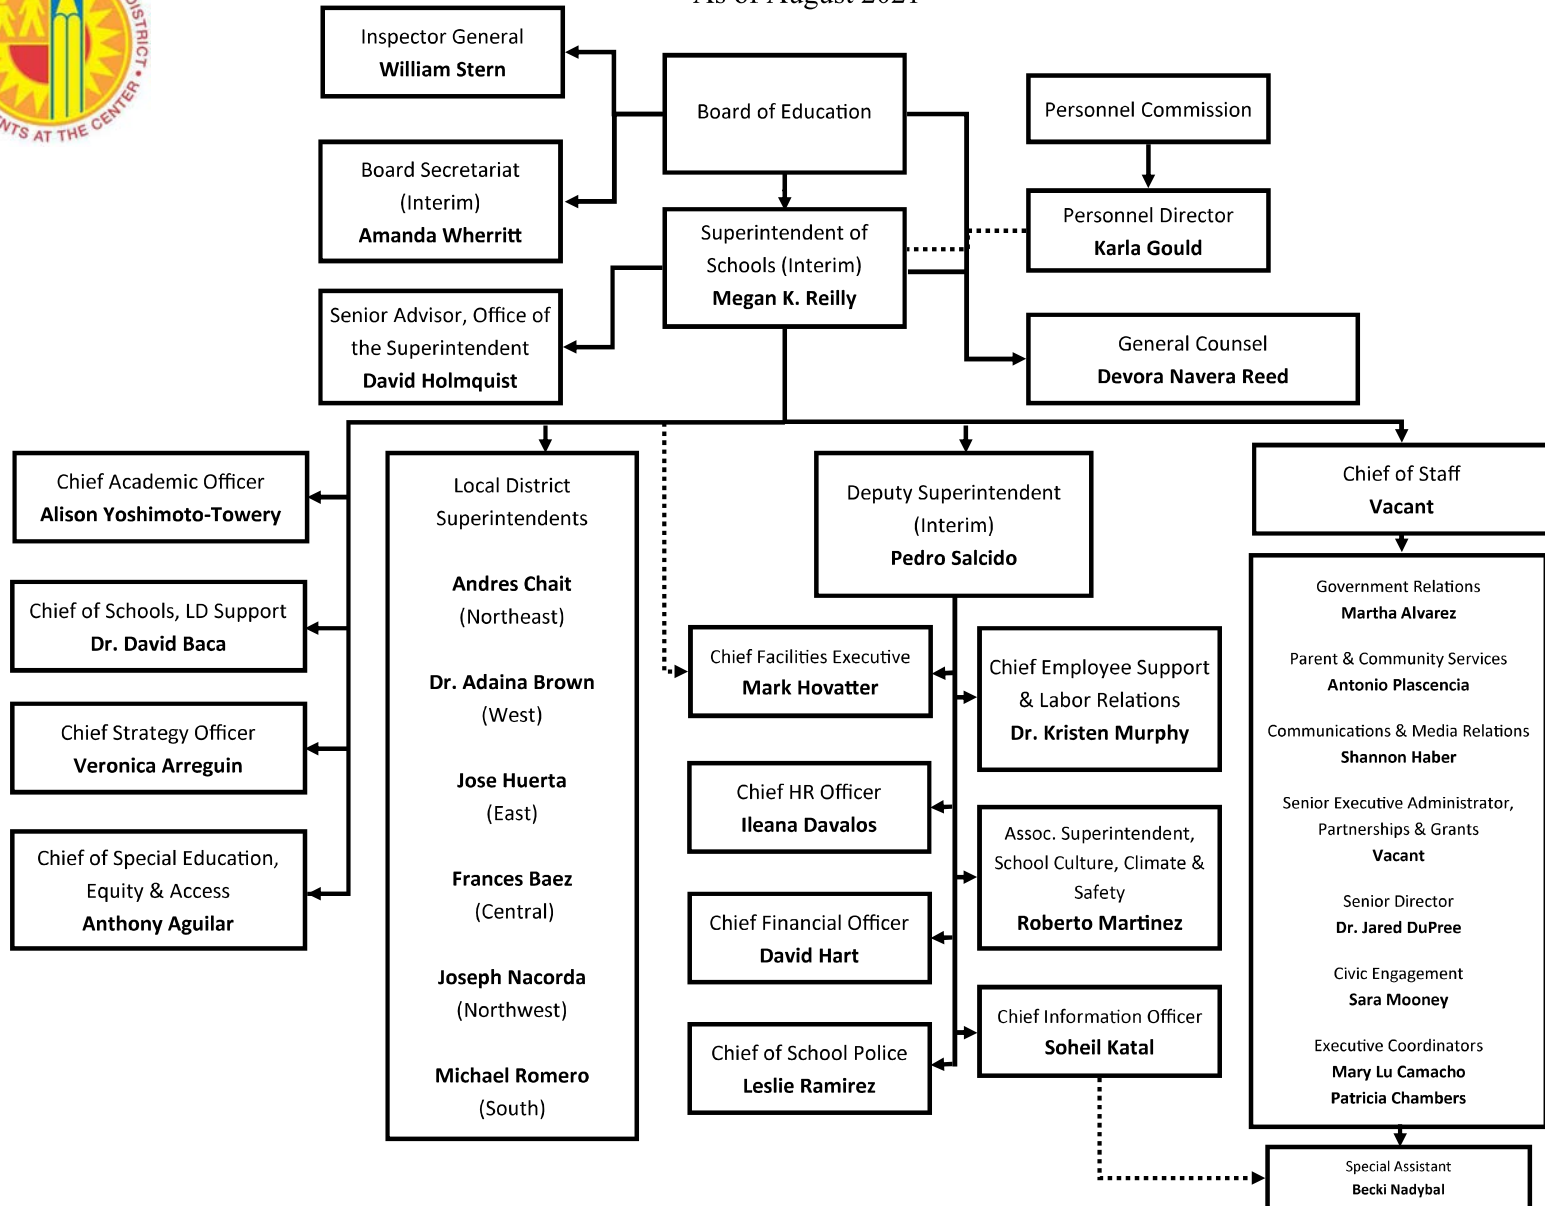 As of August 2021
DISTRICT •
NTS AT THE CENTER •
Inspector General
William Stern
Board of Education
Personnel Commission
Board Secretariat
(Interim)
Amanda Wherritt
Superintendent of
Schools (Interim)
Megan K. Reilly
Personnel Director
Karla Gould
Senior Advisor, Office of
the Superintendent
David Holmquist
General Counsel
Devora Navera Reed
Chief Academic Officer
Alison Yoshimoto-Towery
Chief of Schools, LD Support
Dr. David Baca
Chief Strategy Officer
Veronica Arreguin
Chief of Special Education,
Equity & Access
Anthony Aguilar
Local District
Superintendents
Andres Chait
(Northeast)
Dr. Adaina Brown
(West)
Jose Huerta
(East)
Frances Baez
(Central)
Joseph Nacorda
(Northwest)
Michael Romero
(South)
Deputy Superintendent
(Interim)
Pedro Salcido
Chief Facilities Executive
Mark Hovatter
Chief HR Officer
Ileana Davalos
Chief Financial Officer
David Hart
Chief of School Police
Leslie Ramirez
Chief Employee Support
& Labor Relations
Dr. Kristen Murphy
Assoc. Superintendent,
School Culture, Climate &
Safety
Roberto Martinez
Chief Information Officer
Soheil Katal
Chief of Staff
Vacant
Government Relations
Martha Alvarez
Parent & Community Services
Antonio Plascencia
Communications & Media Relations
Shannon Haber
Senior Executive Administrator,
Partnerships & Grants
Vacant
Senior Director
Dr. Jared DuPree
Civic Engagement
Sara Mooney
Executive Coordinators
Mary Lu Camacho
Patricia Chambers
Special Assistant
Becki Nadybal